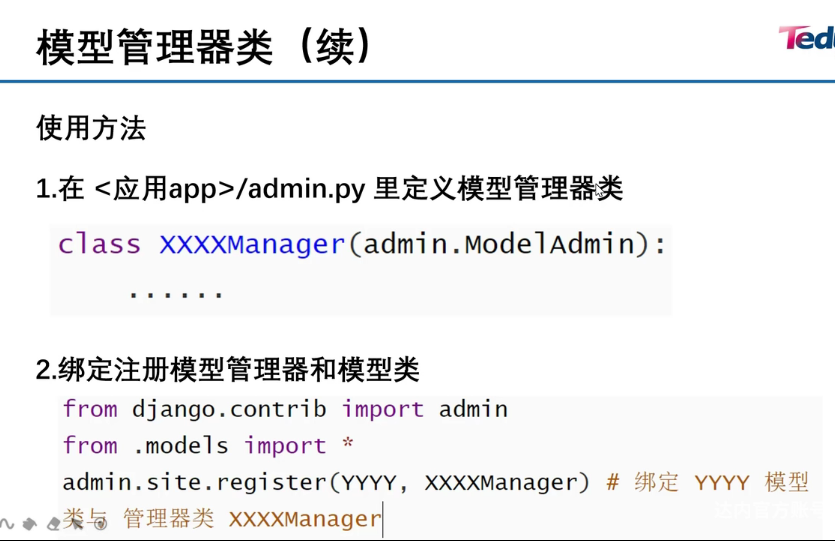 模型管理器类（续）
Ted
使用方法
1.在 <应用app>/admin.py 里定义模型管理器类
class XXXXManager(admin.ModelAdmin):
......
2.绑定注册模型管理器和模型类
from django.contrib import admin
from .models import *
admin.site.register(YYYY, XXXXManager) # 绑定 YYYY 模型
类与 管理器类 XXXXManager